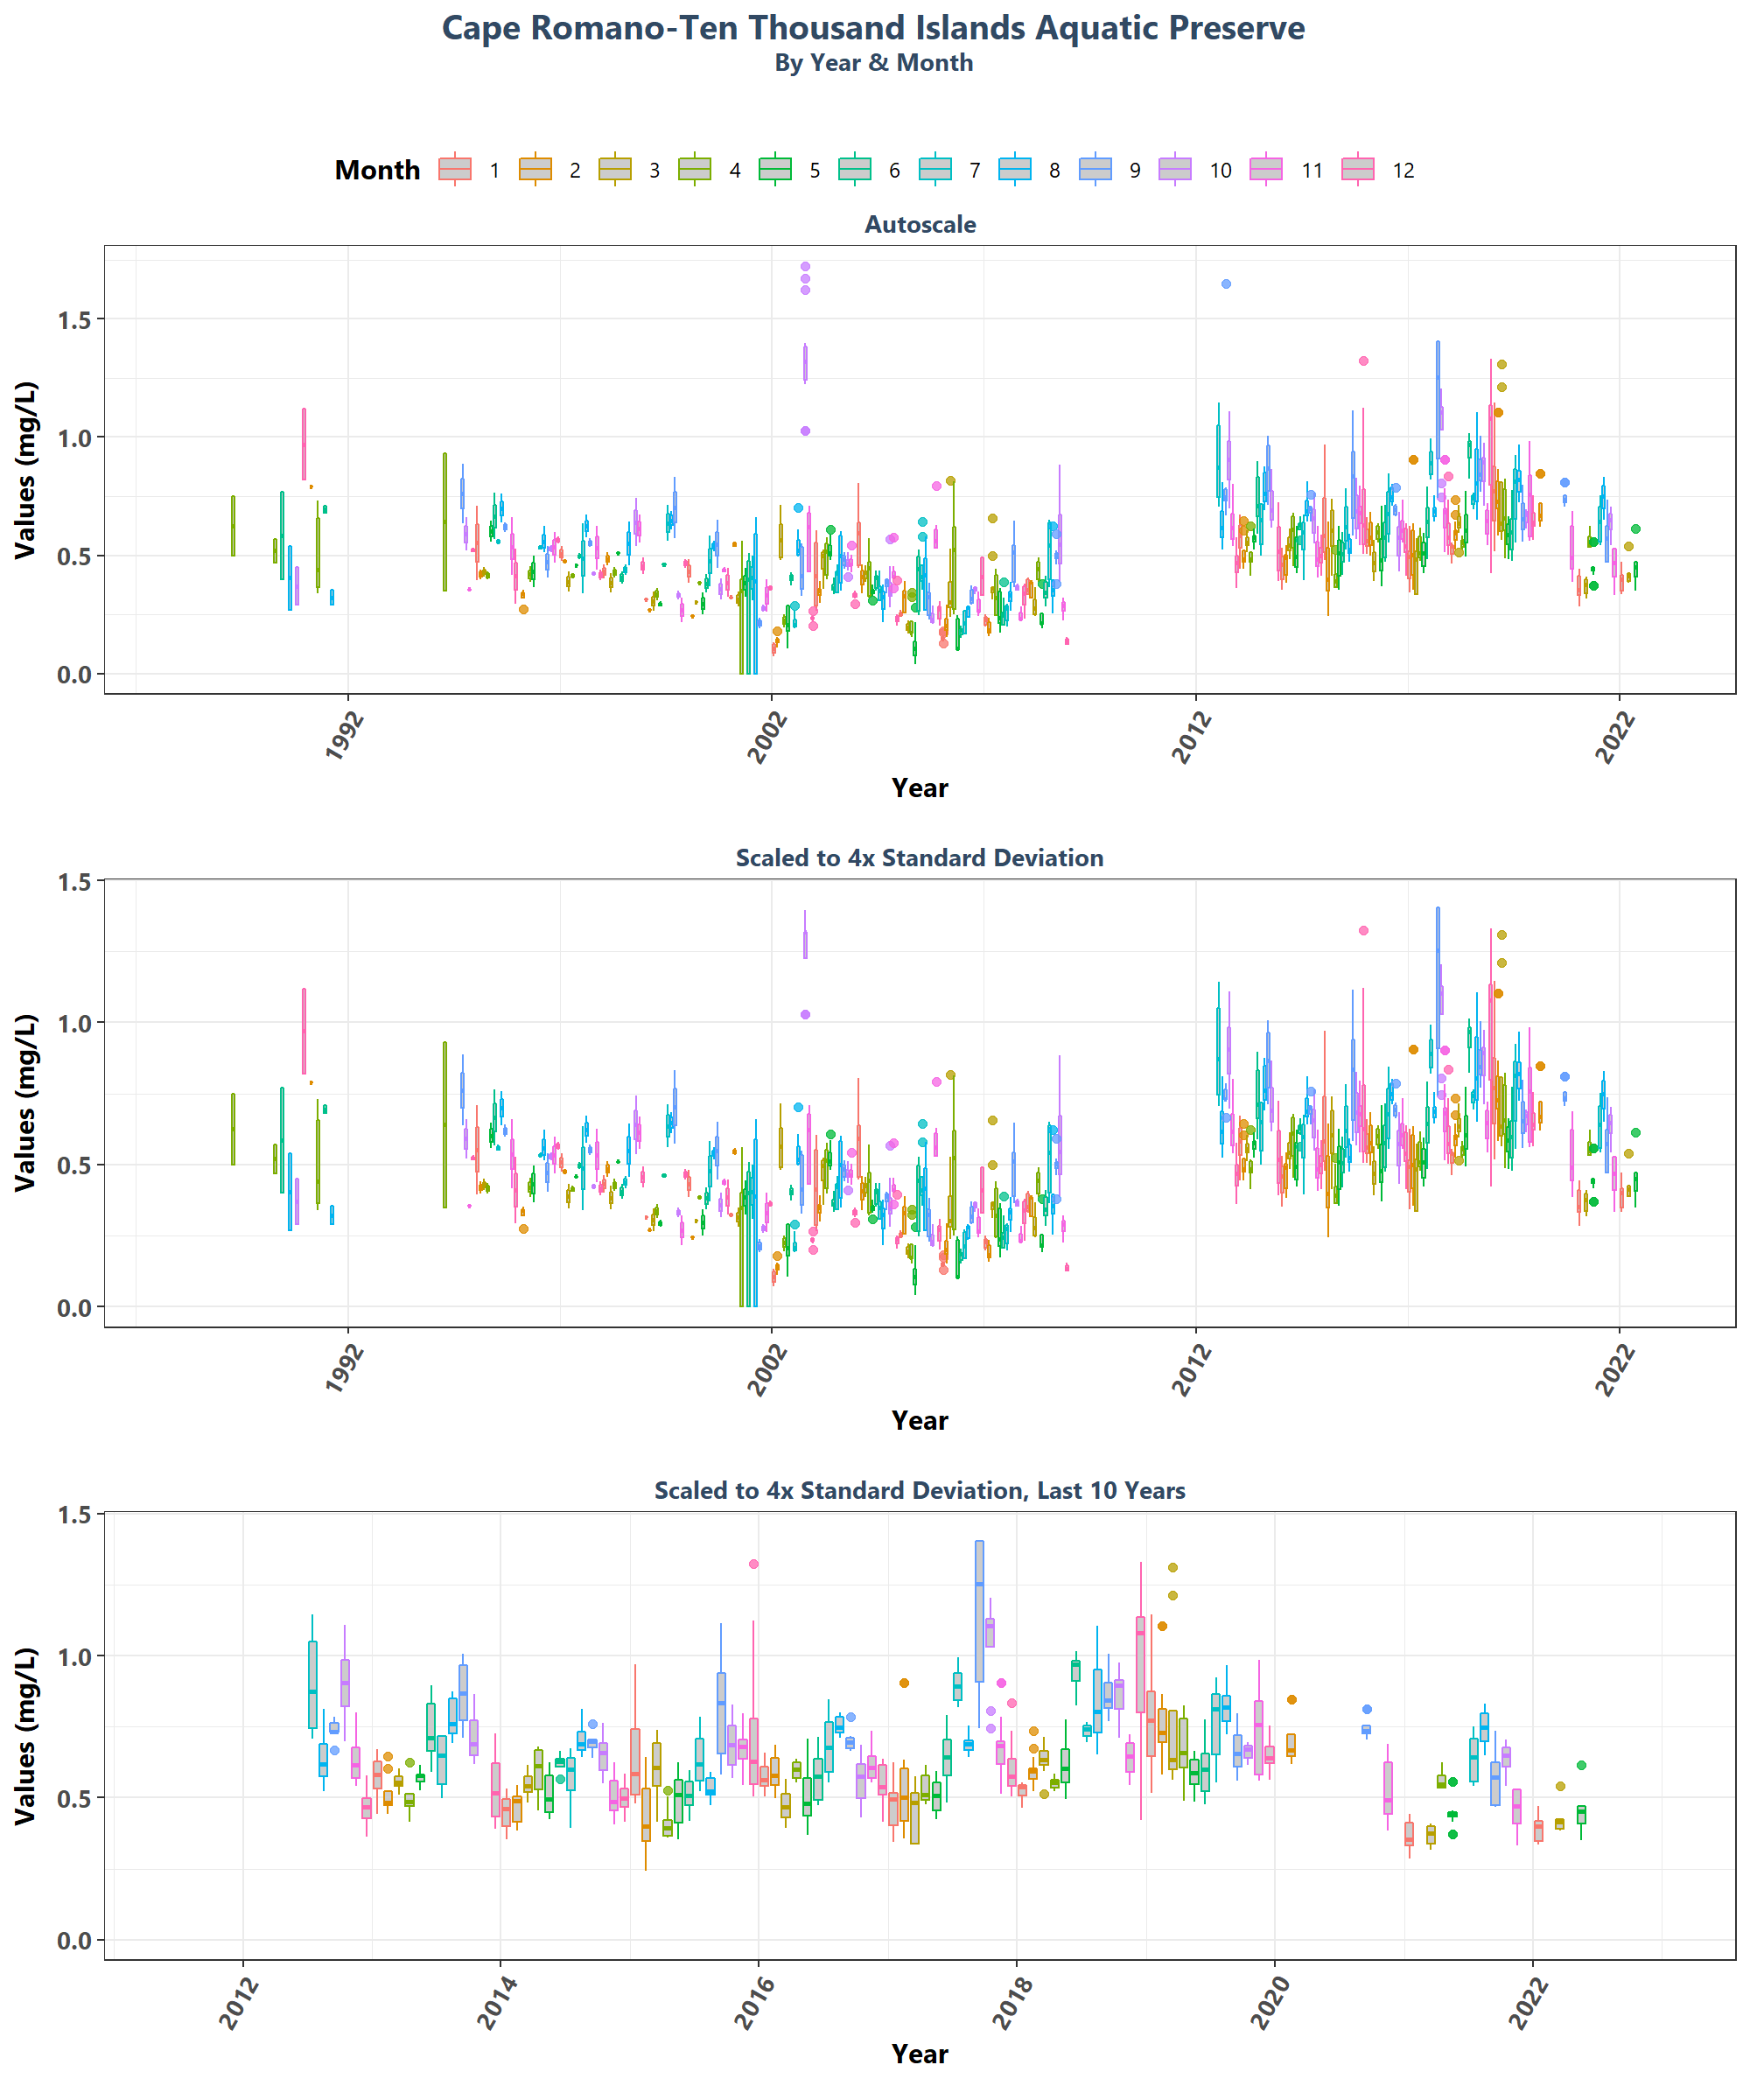 Cape Romano-Ten Thousand Islands Aquatic Preserve
By Year & Month
Month 1 2 3 4 5 6 7 8 9 10 11 12
Autoscale
Values (mg/L)
1.5
1.0
0.5
0.0
1992 2002 2012 2022
Year
Scaled to 4x Standard Deviation
Values (mg/L)
1.5
1.0
0.5
0.0
1992 2002 2012 2022
Year
Scaled to 4x Standard Deviation, Last 10 Years
Values (mg/L)
1.5
1.0
0.5
0.0
2012 2014 2016 2018 2020 2022
Year